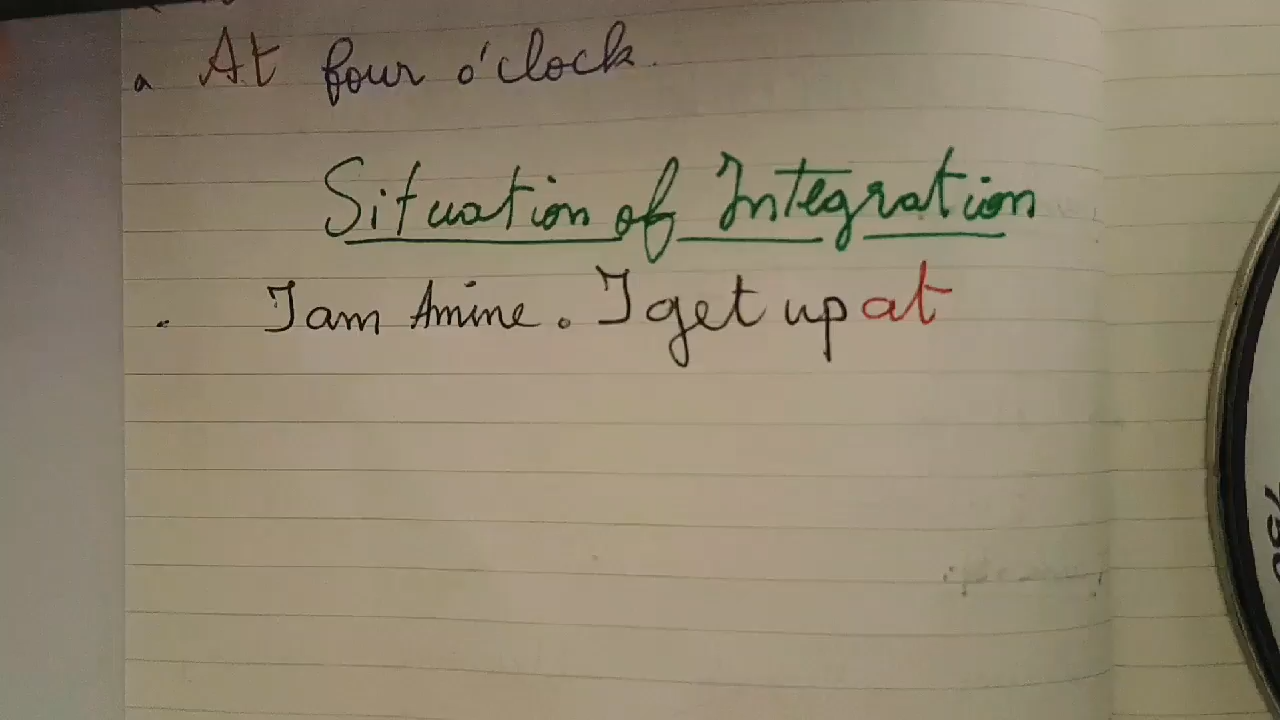 . At four o'clock.
Situation of Integration
. I am Amine. I get up at